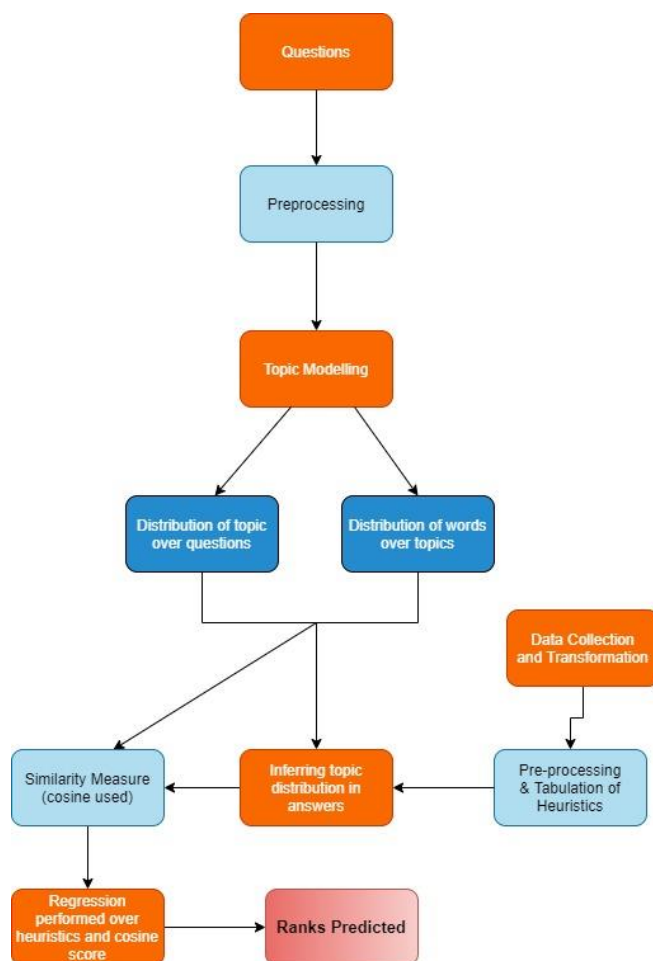 Questions
Preprocessing
Topic Modelling
Distribution of topic
over questions
Distribution of words
over topics
Data Collection
and Transformation
Similarity Measure
(cosine used)
Inferring topic
distribution in
answers
Pre-processing
& Tabulation of
Heuristics
Regression
performed over
heuristics and cosine
score
Ranks Predicted